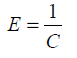 E = 1/C